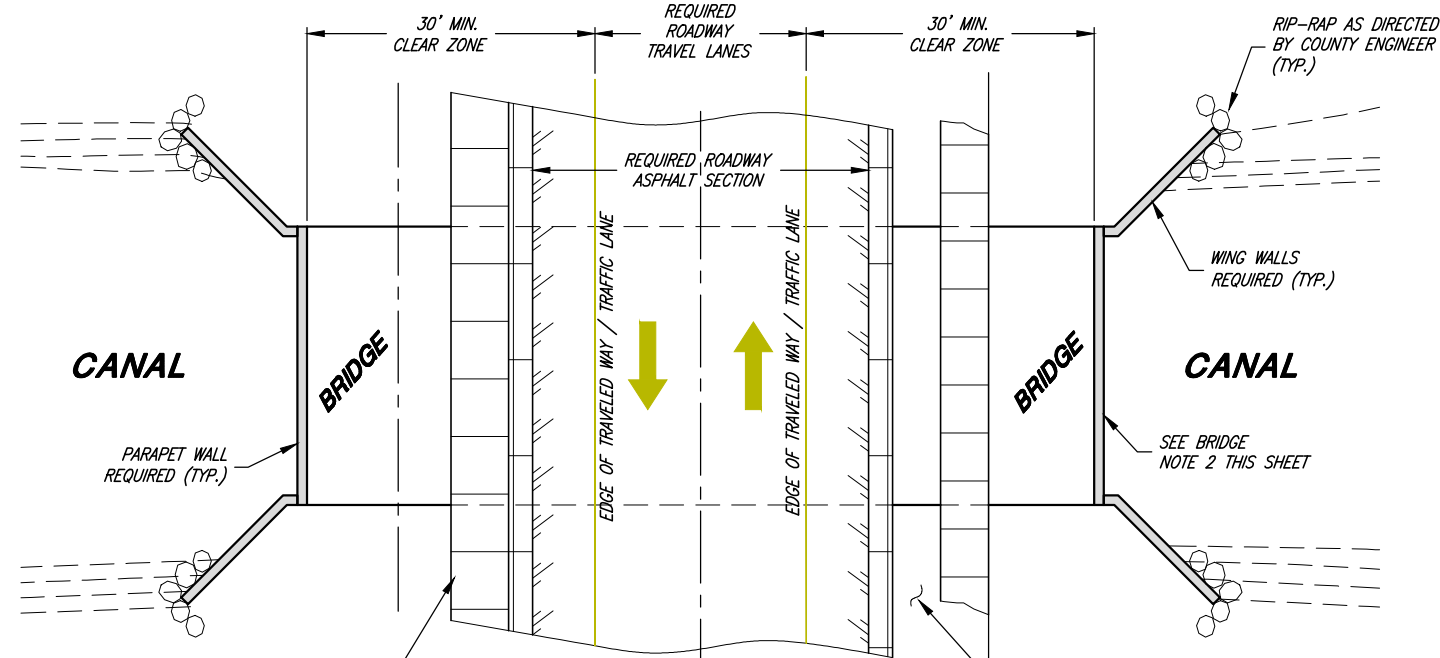 30' MIN.
CLEAR ZONE
REQUIRED
ROADWAY
TRAVEL LANES
30' MIN.
CLEAR ZONE
RIP-RAP AS DIRECTED
BY COUNTY ENGINEER
(TYP.)
REQUIRED ROADWAY
ASPHALT SECTION
EDGE OF TRAVELED WAY / TRAFFIC LANE
EDGE OF TRAVELED WAY / TRAFFIC LANE
WING WALLS
REQUIRED (TYP.)
CANAL
BRIDGE
BRIDGE
CANAL
PARAPET WALL
REQUIRED (TYP.)
SEE BRIDGE
NOTE 2 THIS SHEET